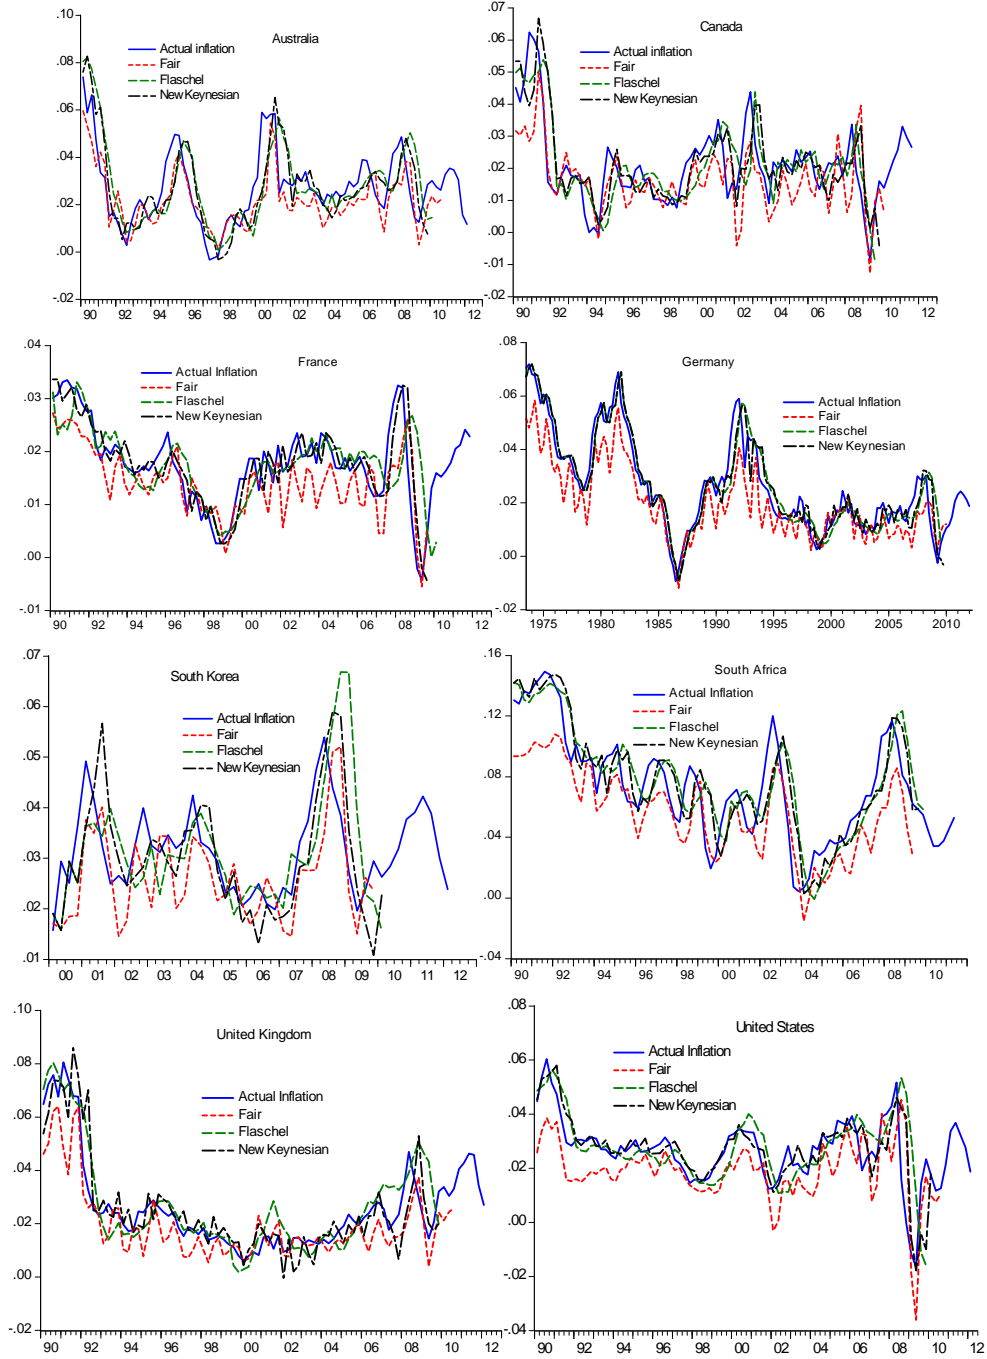 Australia
Actual inflation
Fair
Flaschel
New Keynesian
.10
.08
.06
.04
.02
.00
-.02
90 92 94 96 98 00 02 04 06 08 10 12
Canada
Actual inflation
Fair
Flaschel
New Keynesian
.07
.06
.05
.04
.03
.02
.01
.00
-.01
-.02
90 92 94 96 98 00 02 04 06 08 10 12
France
Actual Inflation
Fair
Flaschel
New Keynesian
.04
.03
.02
.01
.00
-.01
90 92 94 96 98 00 02 04 06 08 10 12
Germany
Actual Inflation
Fair
Flaschel
New Keynesian
.08
.06
.04
.02
.00
-.02
1975 1980 1985 1990 1995 2000 2005 2010
South Korea
Actual Inflation
Fair
Flaschel
New Keynesian
.07
.06
.05
.04
.03
.02
.01
00 01 02 03 04 05 06 07 08 09 10 11 12
South Africa
Actual Inflation
Fair
Flaschel
New Keynesian
.16
.12
.08
.04
.00
-.04
90 92 94 96 98 00 02 04 06 08 10
United Kingdom
Actual Inflation
Fair
Flaschel
New Keynesian
.10
.08
.06
.04
.02
.00
-.02
90 92 94 96 98 00 02 04 06 08 10 12
United States
Actual Inflation
Fair
Flaschel
New Keynesian
.08
.06
.04
.02
.00
-.02
-.04
90 92 94 96 98 00 02 04 06 08 10 12